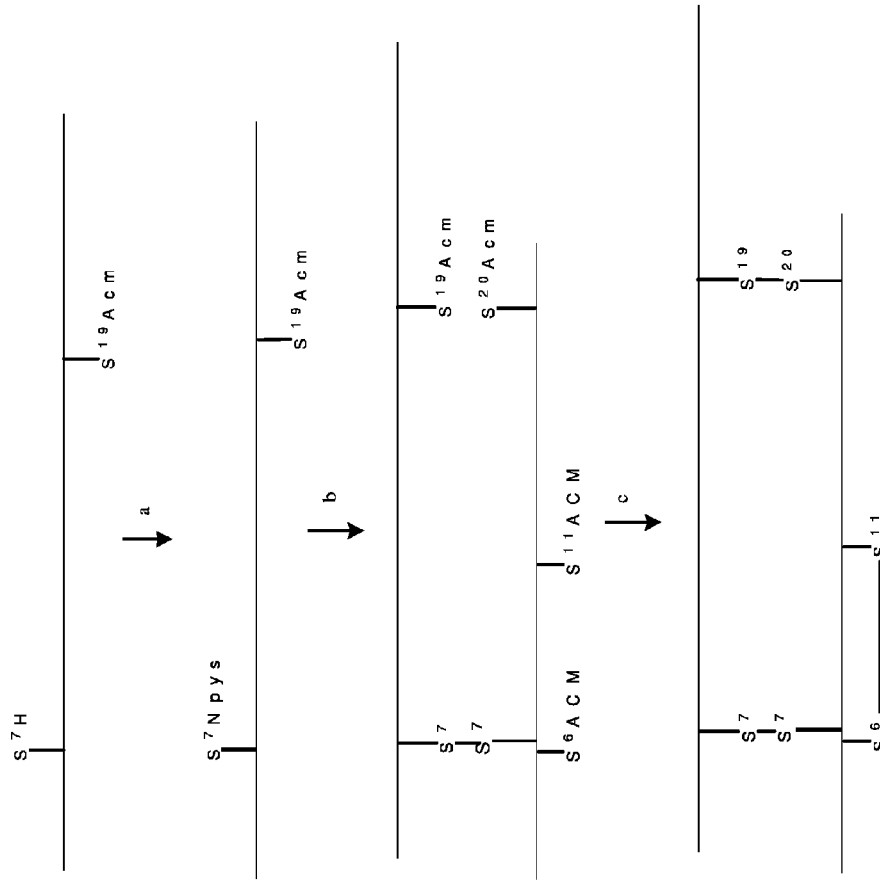 S7H
S19Acm
a
S7Npys
S19Acm
b
S19Acm
S20Acm
S7
S7
S6ACM
S11ACM
c
S19
S20
S7
S7
S6
S11